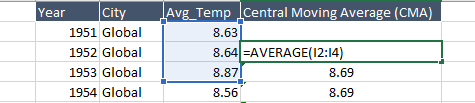 Year City Avg_Temp Central Moving Average (CMA)
1951 Global 8.63
1952 Global 8.64 =AVERAGE(I2:I4)
1953 Global 8.87 8.69
1954 Global 8.56 8.69